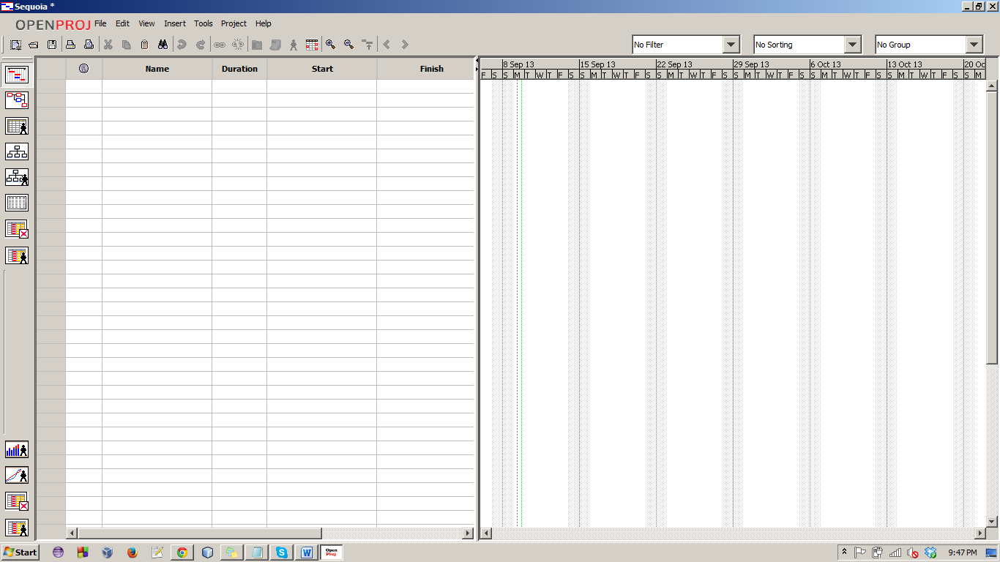 Sequoia *
OPENPROJ File Edit View Insert Tools Project Help
No Filter No Sorting No Group
Name Duration Start Finish
8 Sep 13 15 Sep 13 22 Sep 13 29 Sep 13 6 Oct 13 13 Oct 13 20 Oc
F S S M T W T F S S M T W T F S S M T W T F S S M T W T F S S M T W T F S S M T W T F S S M
Start Open Proj 9:47 PM